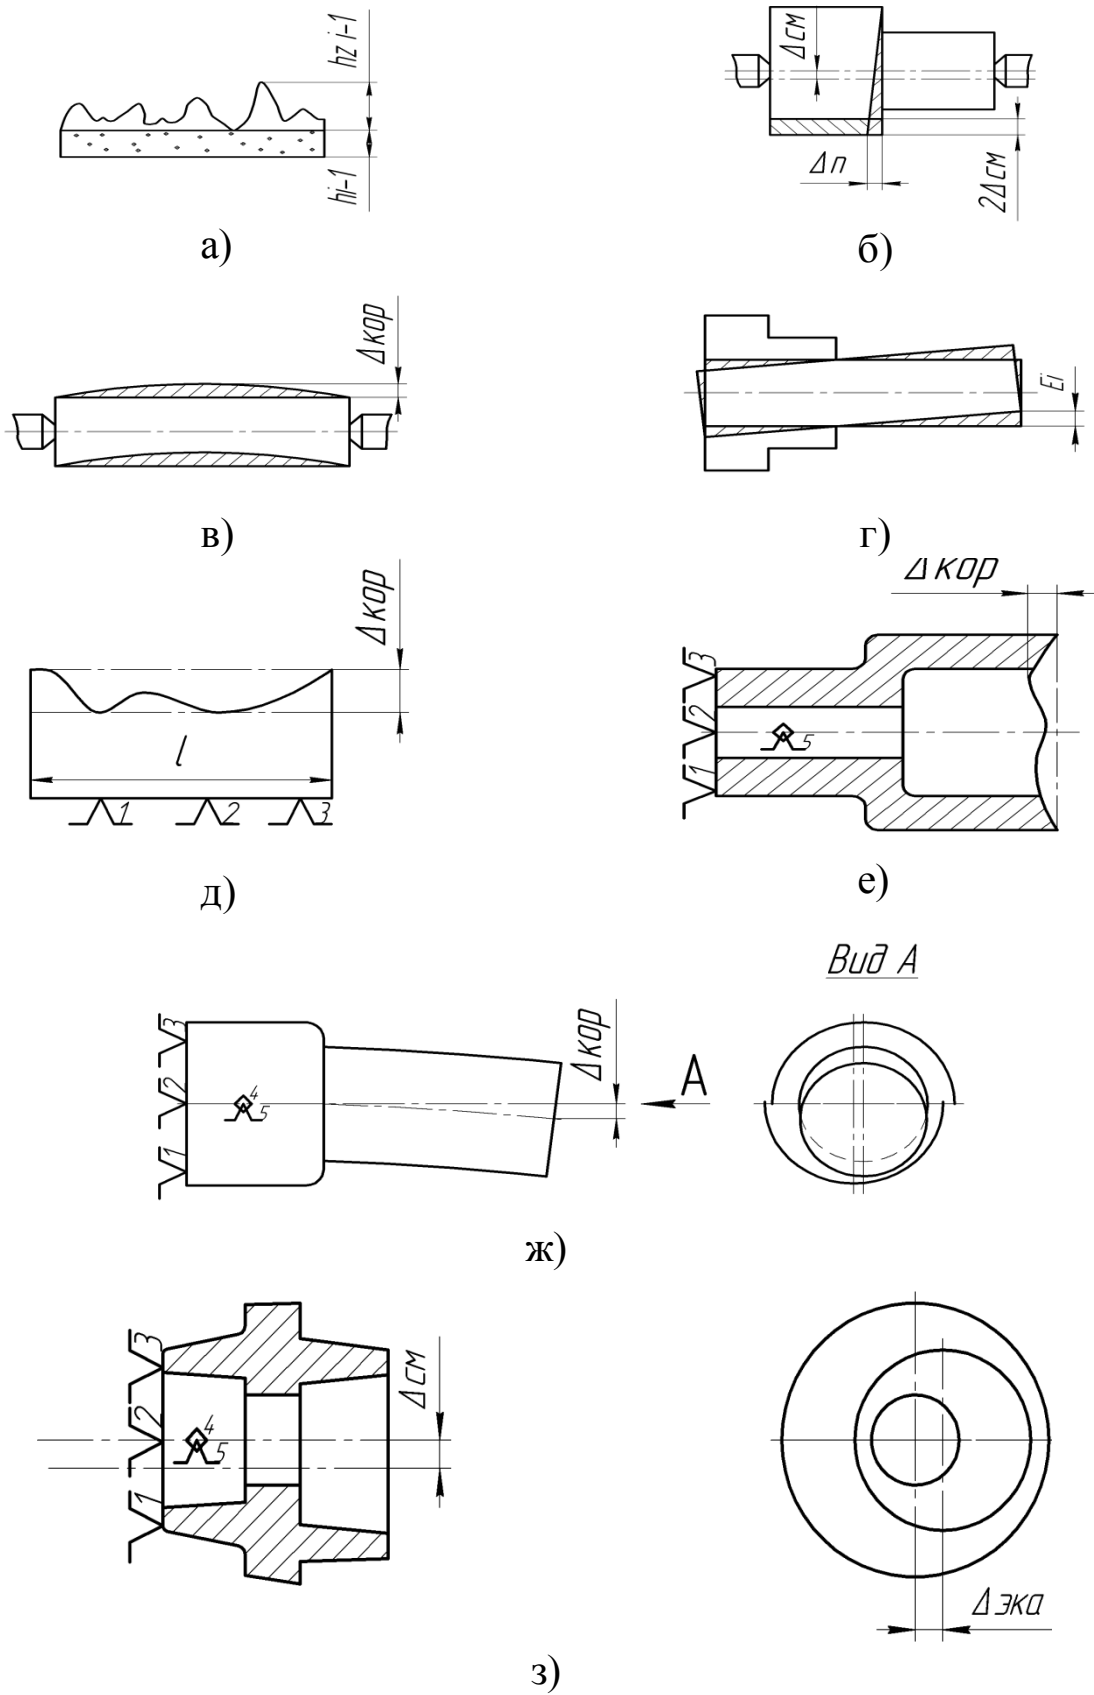 hz i-1
hi-1
а)
Δсм
Δп
2Δсм
б)
Δкор
в)
Ei
г)
Δкор
l
1 2 3
д)
Δкор
3
2
1
5
е)
Вид А
3
2
1
4
5
Δкор
А
ж)
3
2
1
4
5
Δсм
Δэка
з)